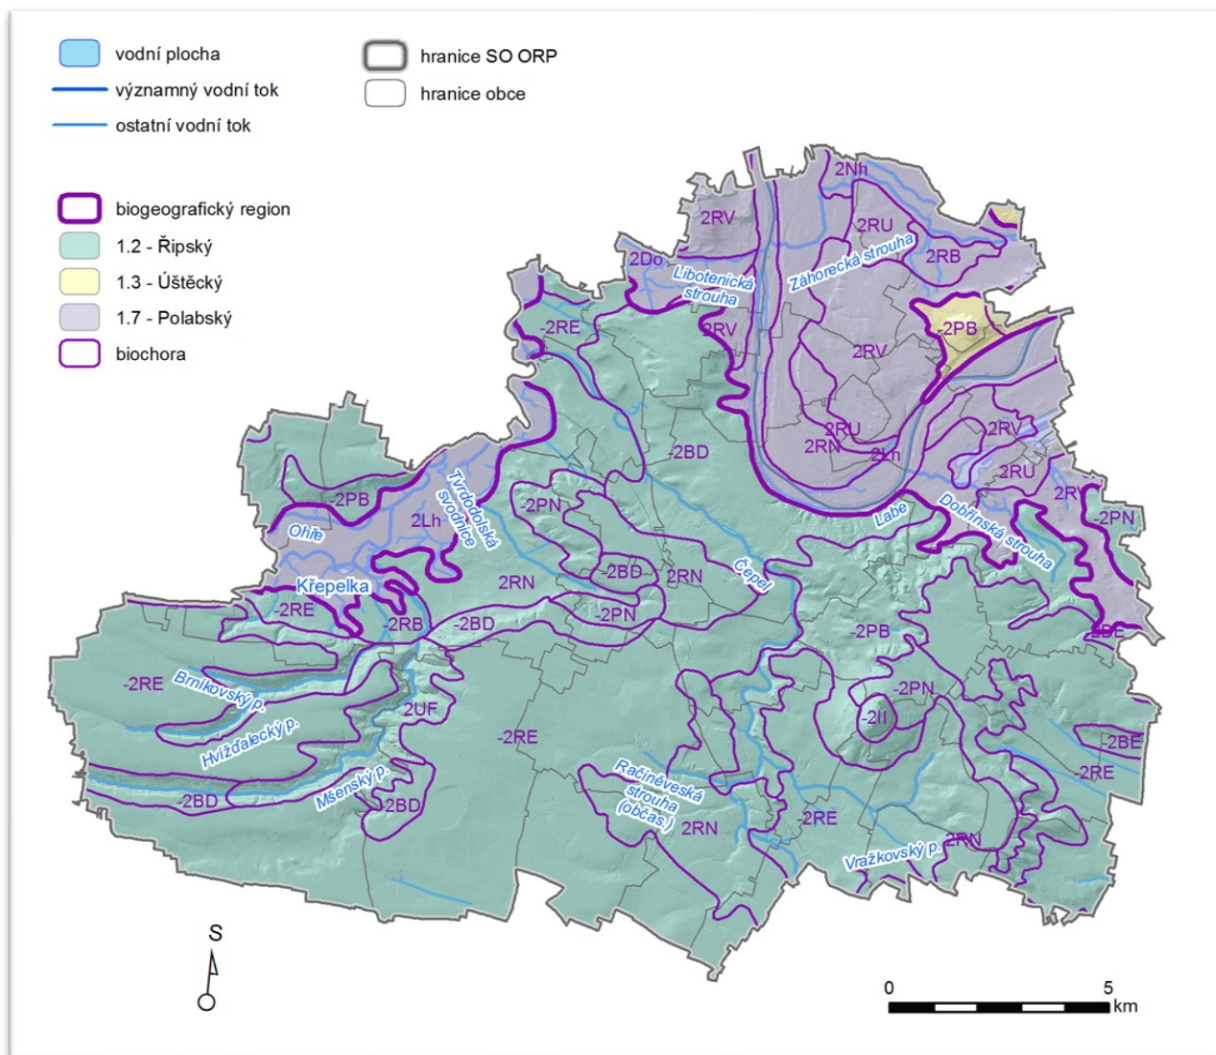 vodní plocha
významný vodní tok
ostatní vodní tok
hranice SO ORP
hranice obce
biogeografický region
1.2 - Řipský
1.3 - Úštěcký
1.7 - Polabský
biochora
2Nh
2RV
2RU
2RB
2Do
Libotenická
strouha
Záhorecká strouha
-2RE
2RV
2RV
-2PB
2RU
2RN
2Ln
2RV
-2BD
2RU
-2PB
2Lh
Tvrdodolská
svodnice
-2PN
Ohře
Labe
Dobřínská strouha
-2PN
Křepelka
2RN
-2BD
2RN
Čepel
-2RE
-2RB
-2BD
-2PN
-2PB
-2RE
Brníkovský p.
2UF
-2PN
-2II
Hvížďalecký p.
-2RE
-2BE
-2RE
Mšenský p.
-2BD
-2BD
Račiněveská
strouha
(občas.)
2RN
-2RE
2RN
Vražkovský p.
S
0
5
km